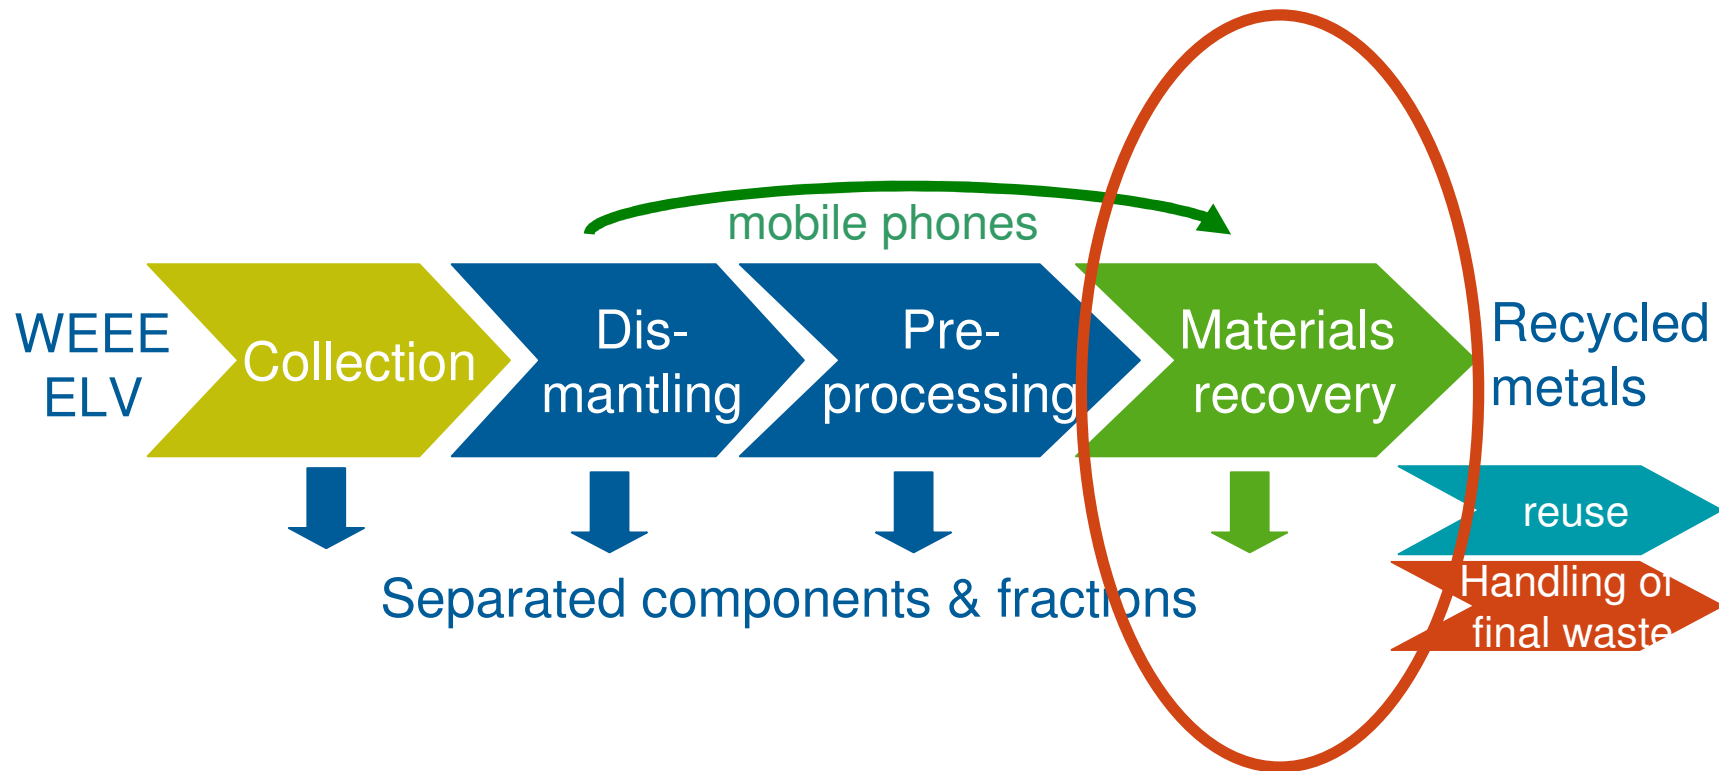 mobile phones
WEEE
ELV
Collection
Dis-
mantling
Pre-
processing
Materials
recovery
Recycled
metals
reuse
Handling of
final waste
Separated components & fractions